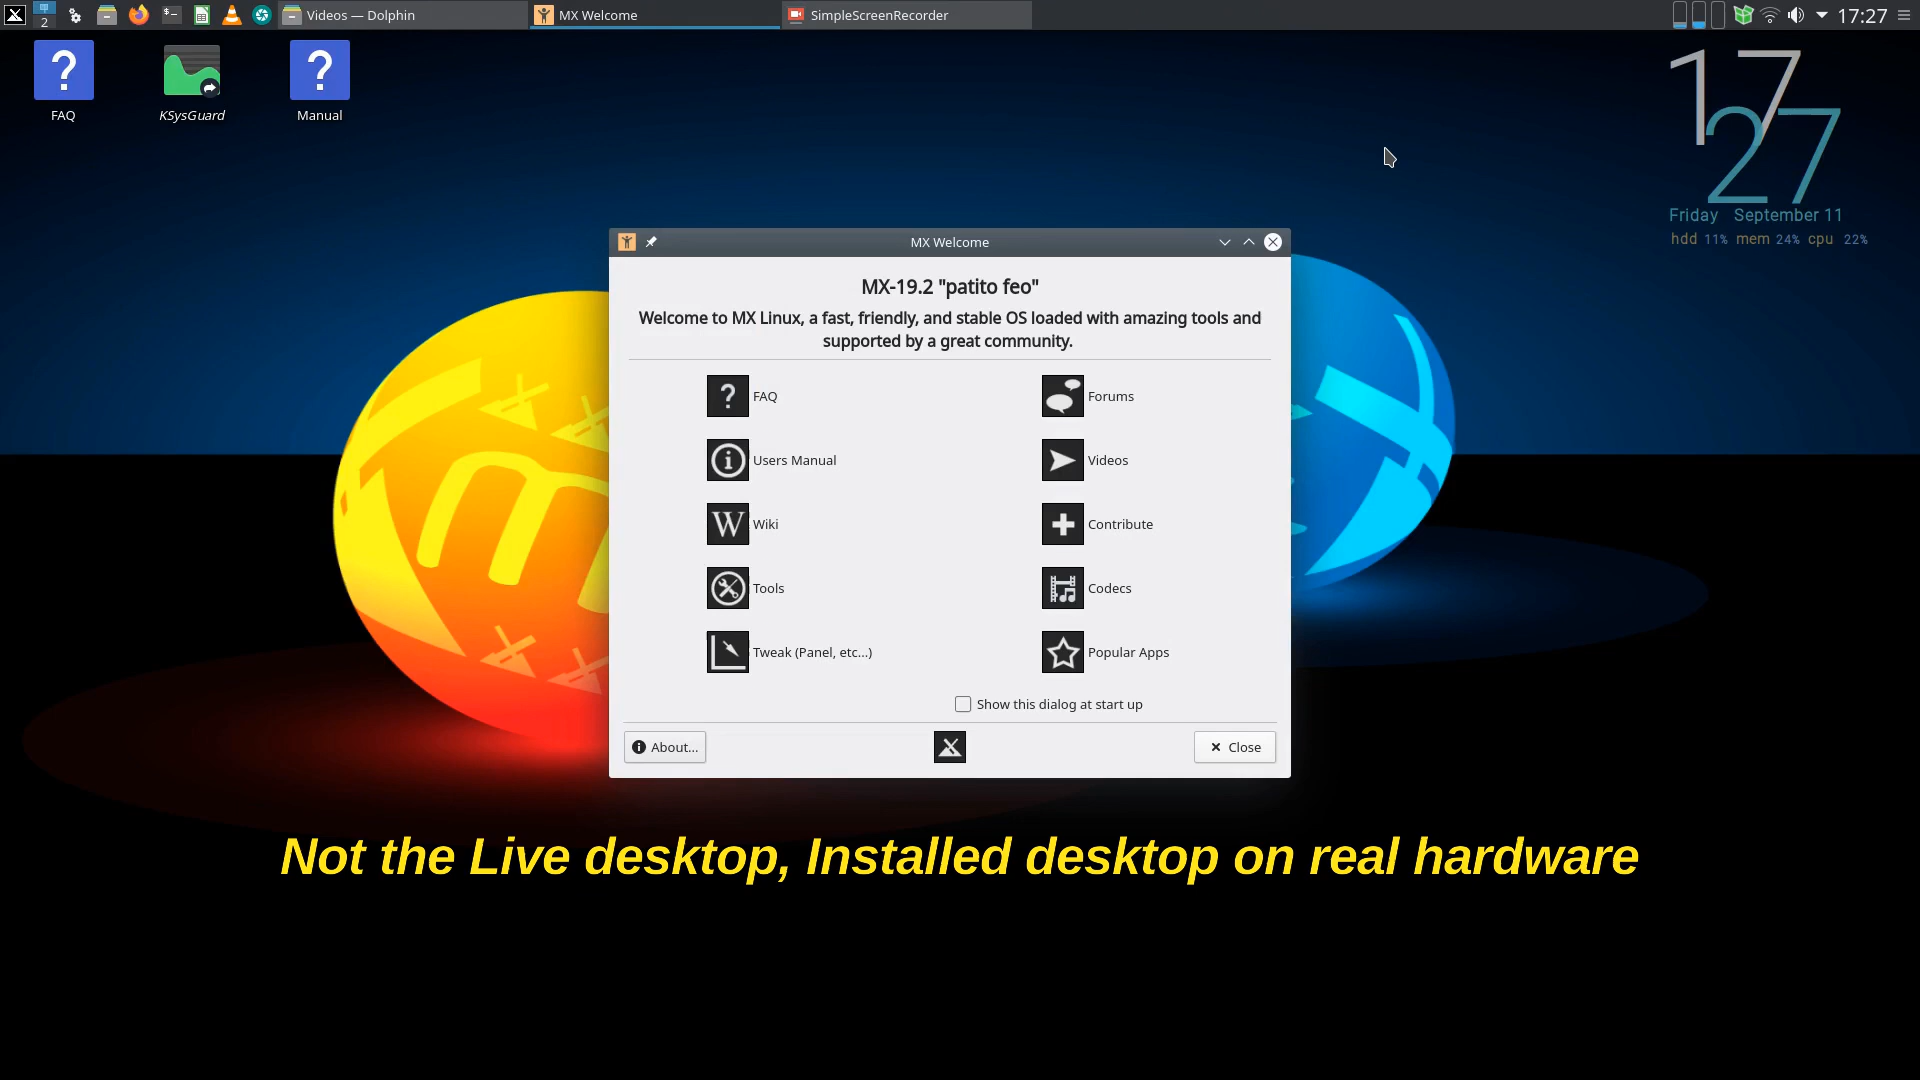 2
Videos — Dolphin
MX Welcome
SimpleScreenRecorder
17:27
FAQ
KSysGuard
Manual
17
27
Friday September 11
hdd 11% mem 24% cpu 22%
MX Welcome
MX-19.2 "patito feo"
Welcome to MX Linux, a fast, friendly, and stable OS loaded with amazing tools and
supported by a great community.
FAQ
Forums
Users Manual
Videos
Wiki
Contribute
Tools
Codecs
Tweak (Panel, etc...)
Popular Apps
Show this dialog at start up
About...
Close
Not the Live desktop, Installed desktop on real hardware